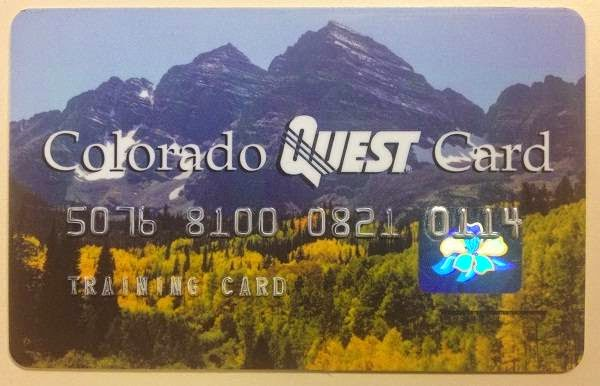 Colorado QUEST Card
5076 8100 0821 0114
TRAINING CARD